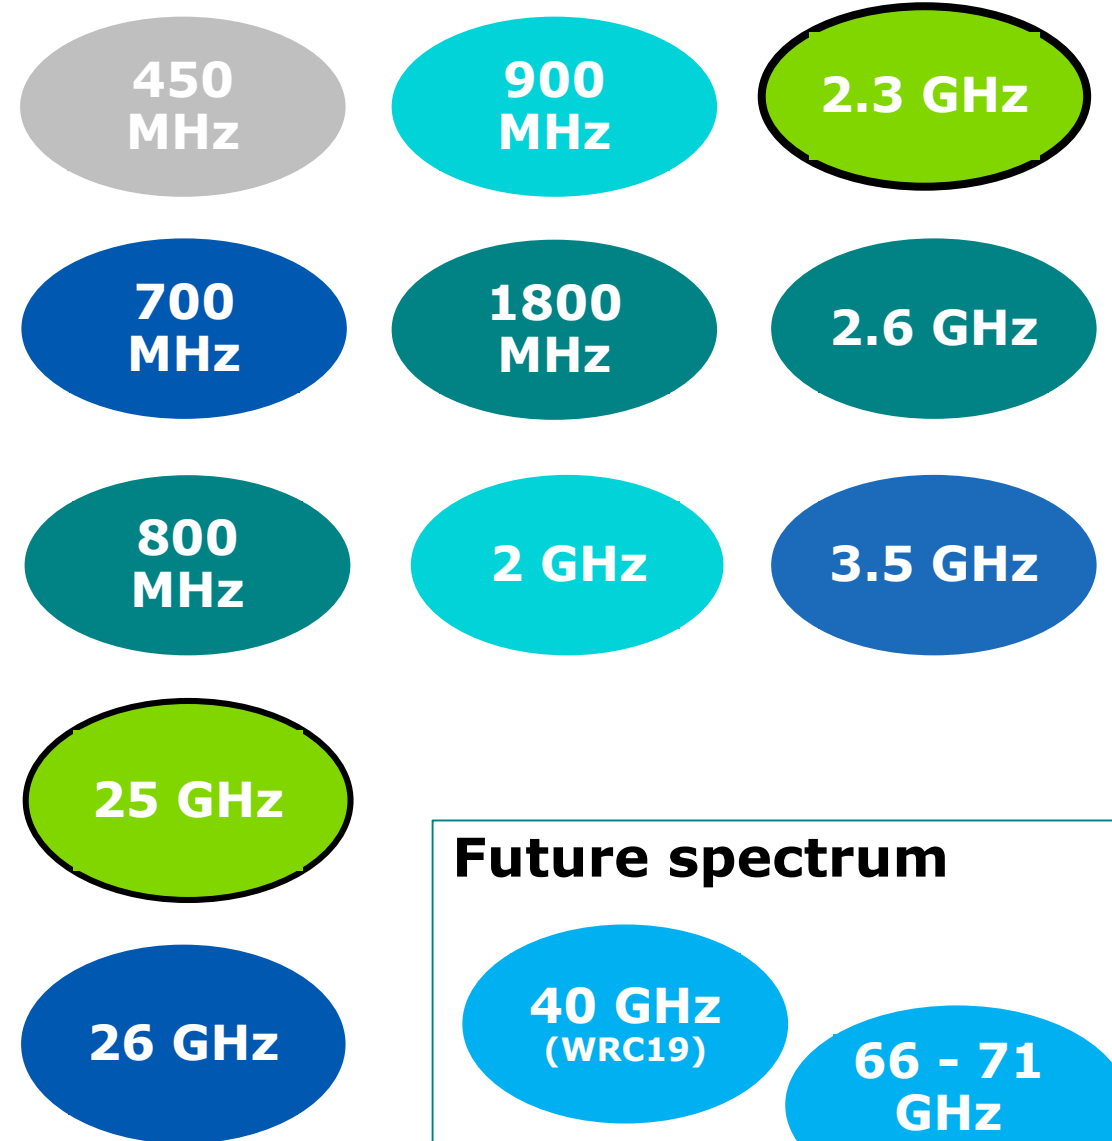 450
MHz
900
MHz
2.3 GHz
700
MHz
1800
MHz
2.6 GHz
800
MHz
2 GHz
3.5 GHz
25 GHz
Future spectrum
26 GHz
40 GHz
(WRC19)
66 - 71
GHz